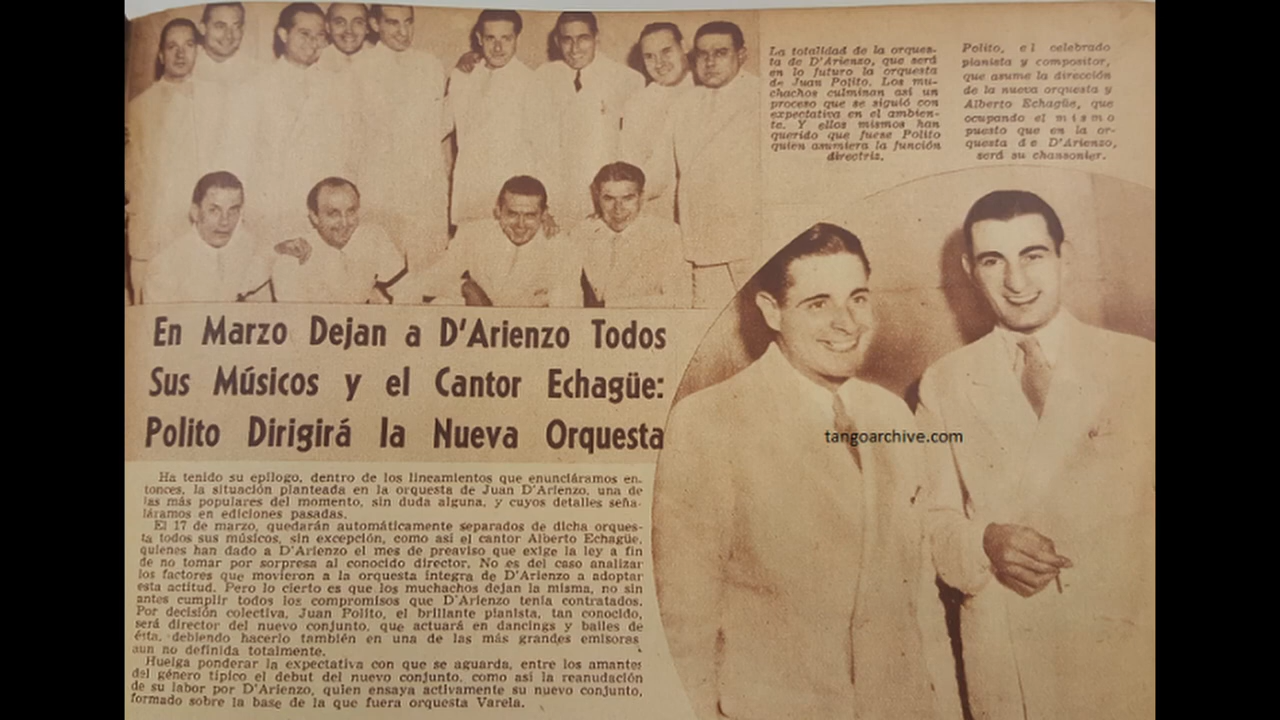 La totalidad de la orques-
ta de D'Arienzo, que será
en lo futuro la orquesta
de Juan Polito. Los mu-
chachos culminan así un
proceso que se siguió con
expectativa en el ambien-
te. Y ellos mismos han
querido que fuese Polito
quien asumiera la función
directriz.
Polito, el celebrado
pianista y compositor,
que asume la dirección
de la nueva orquesta y
Alberto Echagüe, que
ocupando el mismo
puesto que en la or-
questa de D'Arienzo,
será su chansonier.
En Marzo Dejan a D'Arienzo Todos
Sus Músicos y el Cantor Echagüe:
Polito Dirigirá la Nueva Orquesta
tangoarchive.com
Ha tenido su epílogo, dentro de los lineamientos que enunciáramos en-
tonces, la situación planteada en la orquesta de Juan D'Arienzo, una de
las más populares del momento, sin duda alguna, y cuyos detalles seña-
láramos en ediciones pasadas.
El 17 de marzo, quedarán automáticamente separados de dicha orques-
ta todos sus músicos, sin excepción, como así el cantor Alberto Echagüe,
quienes han dado a D'Arienzo el mes de preaviso que exige la ley a fin
de no tomar por sorpresa al conocido director. No es del caso analizar
los factores que movieron a la orquesta íntegra de D'Arienzo a adoptar
esta actitud. Pero lo cierto es que los muchachos dejan la misma, no sin
antes cumplir todos los compromisos que D'Arienzo tenía contratados.
Por decisión colectiva, Juan Polito, el brillante pianista, tan conocido,
será director del nuevo conjunto, que actuará en dancings y bailes de
ésta, debiendo hacerlo también en una de las más grandes emisoras
aun no definida totalmente.
Huelga ponderar la expectativa con que se aguarda, entre los amantes
del género típico el debut del nuevo conjunto, como así la reanudación
de su labor por D'Arienzo, quien ensaya activamente su nuevo conjunto,
formado sobre la base de la que fuera orquesta Varela.